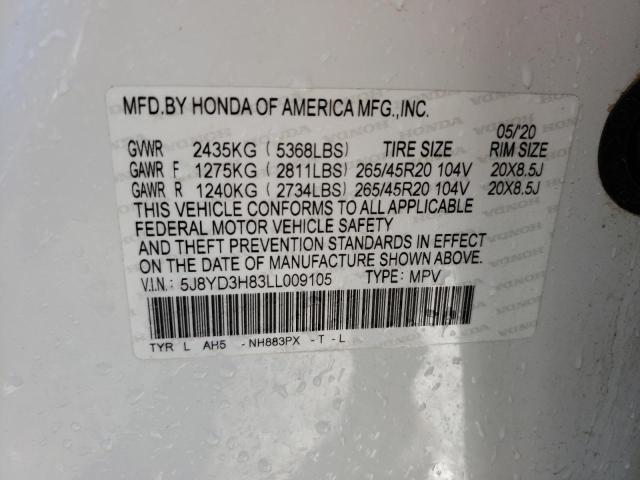 MFD.BY HONDA OF AMERICA MFG.,INC.
05/'20
GVWR 2435KG (5368LBS) TIRE SIZE RIM SIZE
GAWR F 1275KG (2811LBS) 265/45R20 104V 20X8.5J
GAWR R 1240KG (2734LBS) 265/45R20 104V 20X8.5J
THIS VEHICLE CONFORMS TO ALL APPLICABLE
FEDERAL MOTOR VEHICLE SAFETY
AND THEFT PREVENTION STANDARDS IN EFFECT
ON THE DATE OF MANUFACTURE SHOWN ABOVE.
V.I.N.: 5J8YD3H83LL009105 TYPE: MPV
TYR L AH5 -NH883PX -T -L